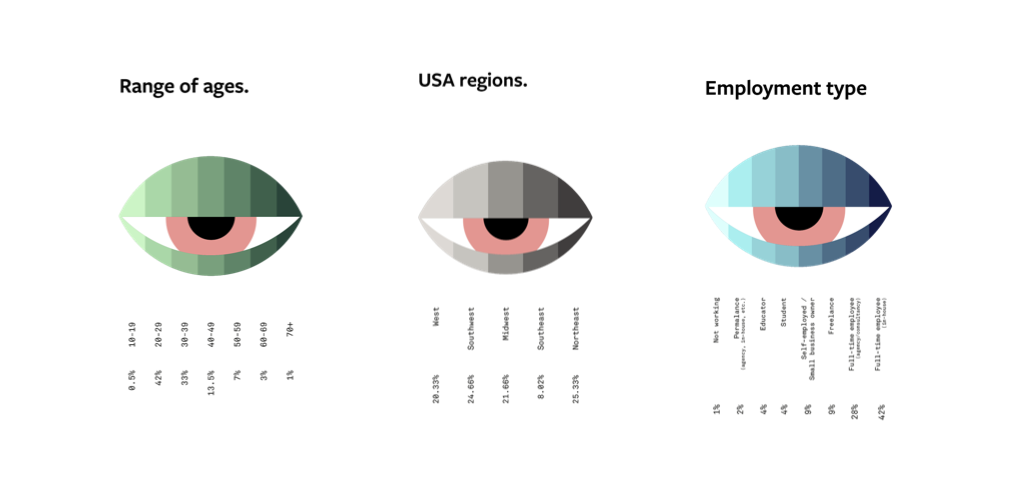 Range of ages.
10-19
20-29
30-39
40-49
50-59
60-69
70+
0.5%
42%
33%
13.5%
7%
3%
1%
USA regions.
West
Southwest
Midwest
Southeast
Northeast
20.33%
24.66%
21.66%
8.02%
25.33%
Employment type
Not working
Permalance
(agency, in-house, etc.)
Educator
Student
Self-employed /
Small business owner
Freelance
Full-time employee
(agency/consultancy)
Full-time employee
(in-house)
1%
2%
4%
4%
9%
9%
28%
42%